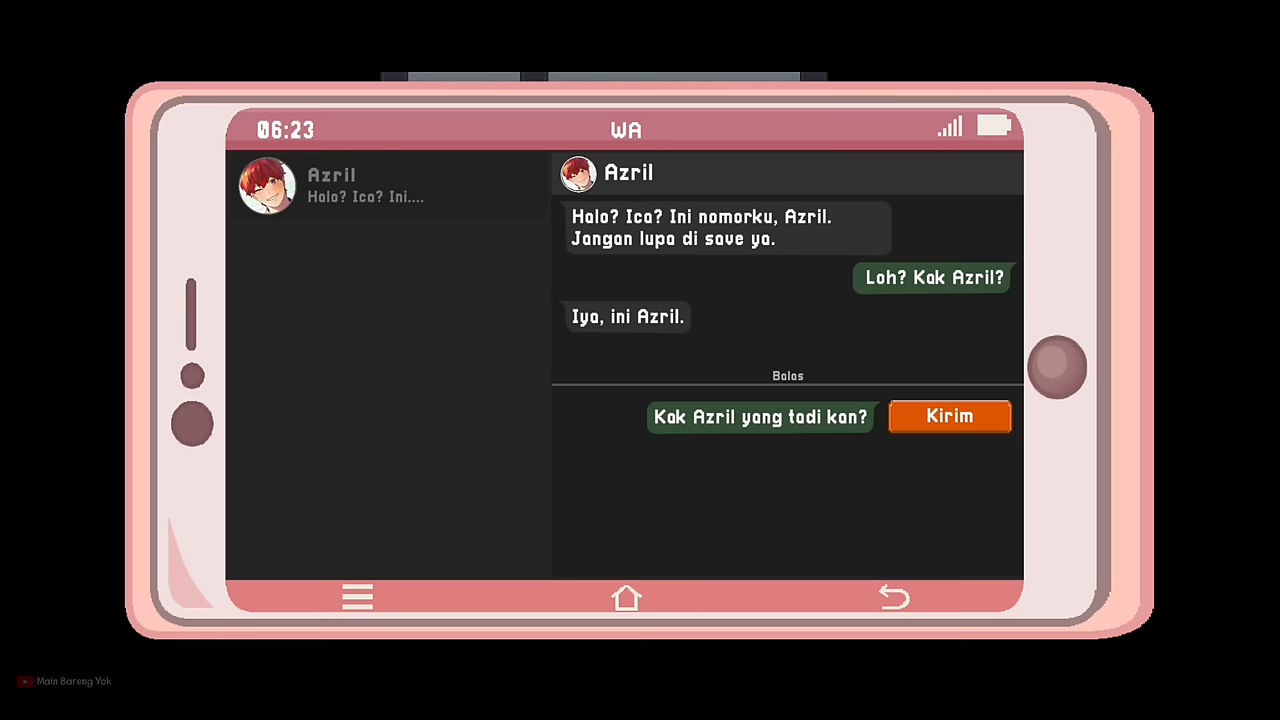 06:23
WA
Azril
Halo? Ica? Ini....
Azril
Halo? Ica? Ini nomorku, Azril.
Jangan lupa di save ya.
Loh? Kak Azril?
Iya, ini Azril.
Balas
Kak Azril yang tadi kan?
Kirim
Main Bareng Yok